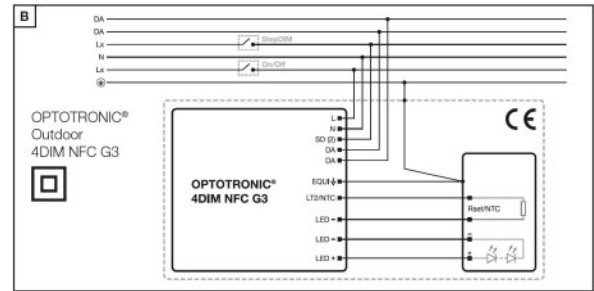 B
DA
DA
Lx StepDIM
N
Lx On/Off
OPTOTRONIC®
Outdoor
4DIM NFC G3
CE
L
N
SD (2)
DA
DA
EQUI
LT2/NTC
LED -
LED -
LED +
OPTOTRONIC®
4DIM NFC G3
Rset/NTC
-
+